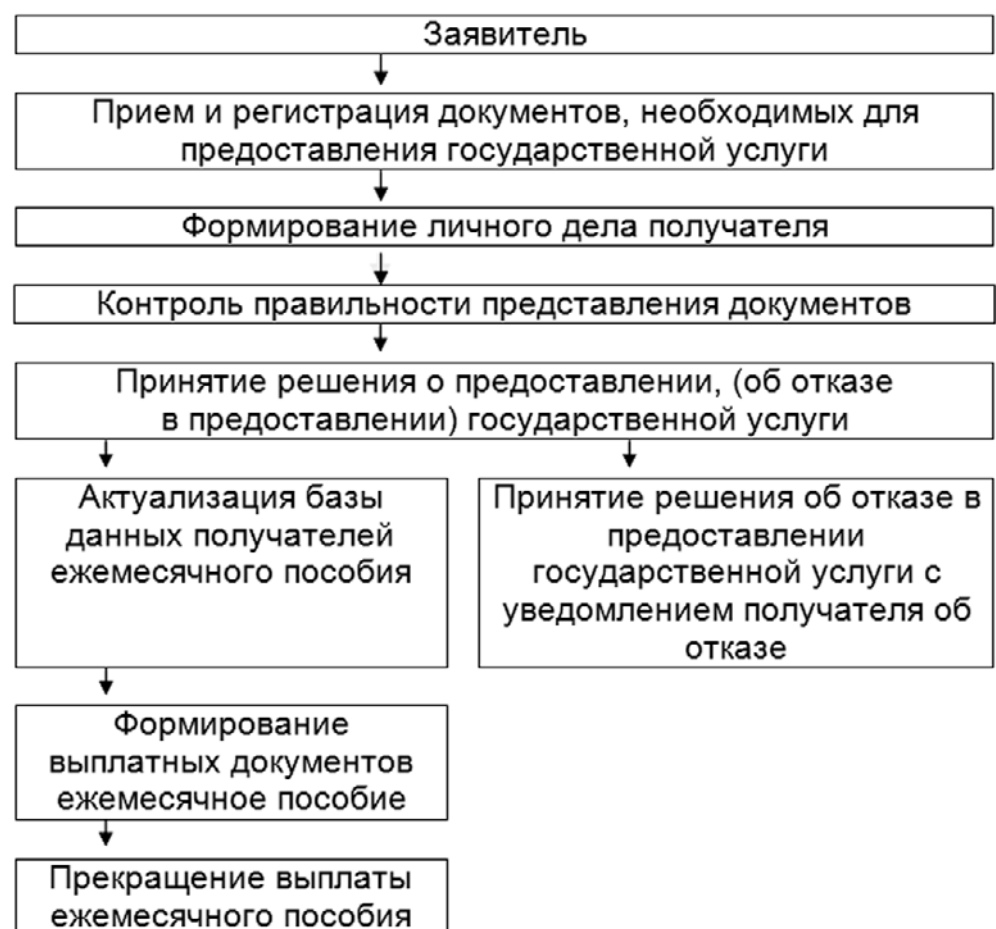 Заявитель
Прием и регистрация документов, необходимых для
предоставления государственной услуги
Формирование личного дела получателя
Контроль правильности представления документов
Принятие решения о предоставлении, (об отказе
в предоставлении) государственной услуги
Актуализация базы
данных получателей
ежемесячного пособия
Принятие решения об отказе в
предоставлении
государственной услуги с
уведомлением получателя об
отказе
Формирование
выплатных документов
ежемесячное пособие
Прекращение выплаты
ежемесячного пособия